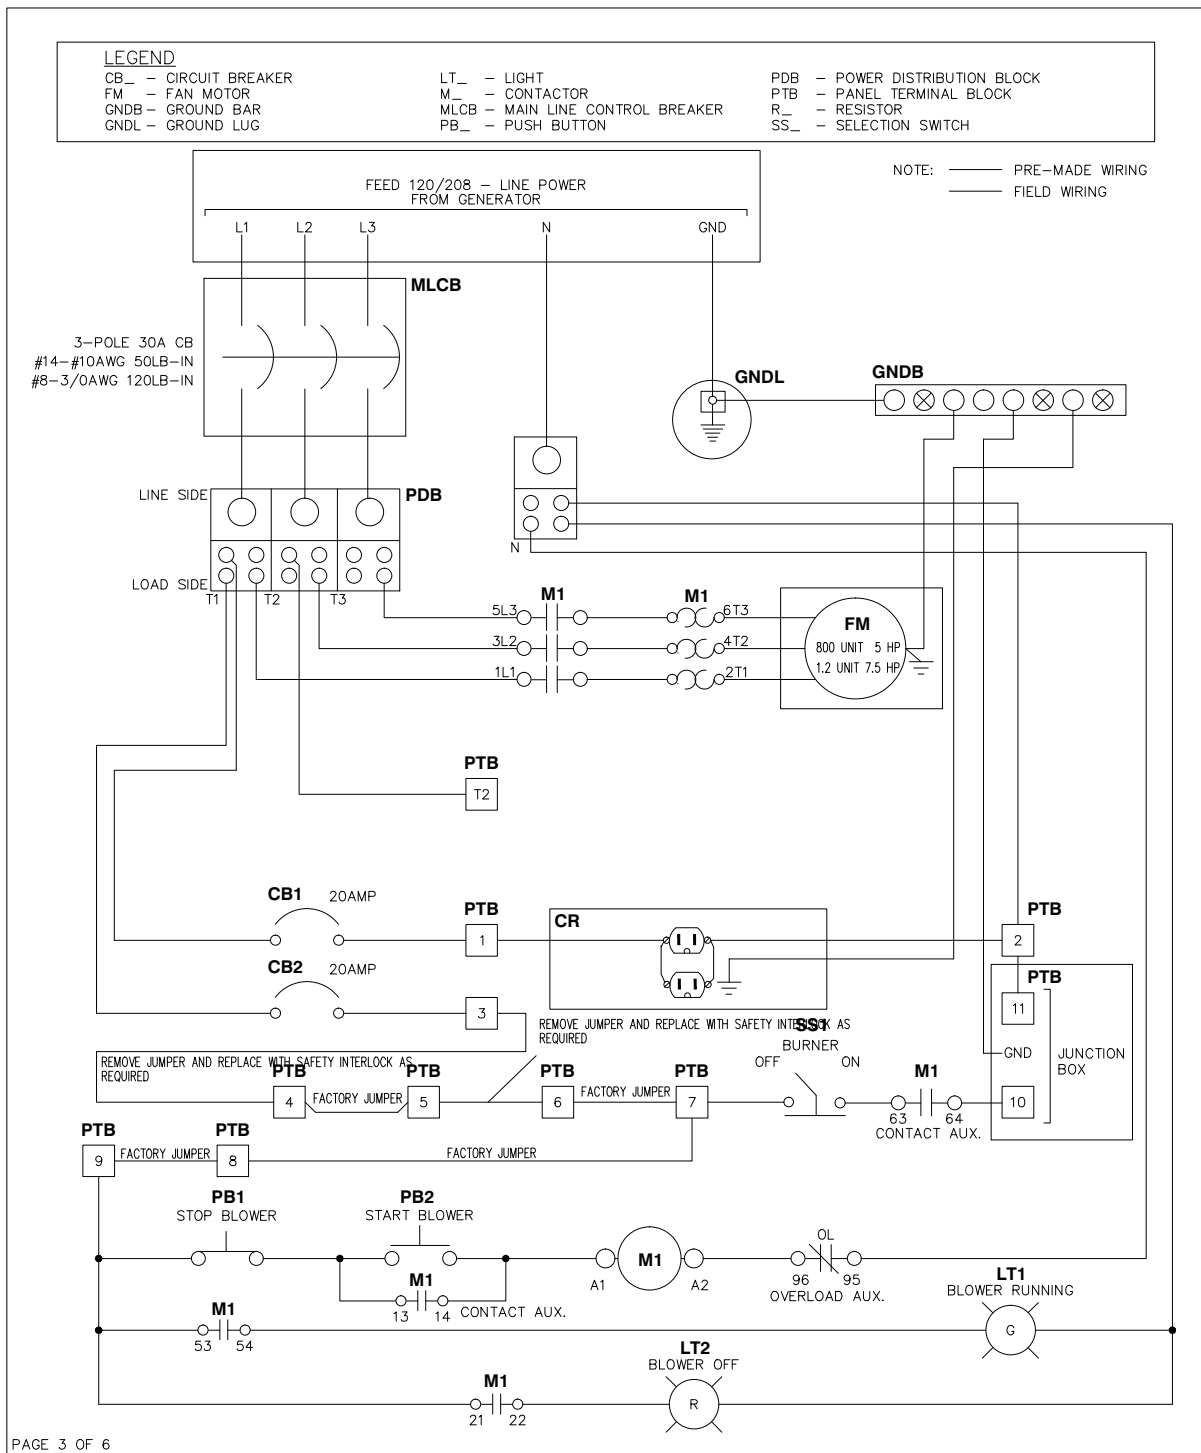 LEGEND
CB_ – CIRCUIT BREAKER
FM – FAN MOTOR
GNDB – GROUND BAR
GNDL – GROUND LUG
LT_ – LIGHT
M_ – CONTACTOR
MLCB – MAIN LINE CONTROL BREAKER
PB_ – PUSH BUTTON
PDB – POWER DISTRIBUTION BLOCK
PTB – PANEL TERMINAL BLOCK
R_ – RESISTOR
SS_ – SELECTION SWITCH
NOTE: PRE–MADE WIRING
FIELD WIRING
FEED 120/208 – LINE POWER
FROM GENERATOR
L1 L2 L3 N GND
MLCB
3–POLE 30A CB
#14–#10AWG 50LB–IN
#8–3/0AWG 120LB–IN
GNDL
GNDB
LINE SIDE
PDB
N
LOAD SIDE
T1 T2 T3
M1 M1
5L3 6T3
3L2 4T2
1L1 2T1
FM
800 UNIT 5 HP
1.2 UNIT 7.5 HP
PTB
T2
CB1 20AMP
PTB
1
CR
PTB
2
CB2 20AMP
3
PTB
11
REMOVE JUMPER AND REPLACE WITH SAFETY INTERLOCK AS
REQUIRED
SS1
BURNER
OFF ON
GND
JUNCTION
BOX
REMOVE JUMPER AND REPLACE WITH SAFETY INTERLOCK AS
REQUIRED
PTB PTB PTB PTB
4 FACTORY JUMPER 5 6 FACTORY JUMPER 7
M1
63 64
CONTACT AUX.
10
PTB PTB
9 FACTORY JUMPER 8 FACTORY JUMPER
PB1
STOP BLOWER
PB2
START BLOWER
M1
A1 A2
OL
96 95
OVERLOAD AUX.
M1
13 14 CONTACT AUX.
LT1
BLOWER RUNNING
G
M1
53 54
LT2
BLOWER OFF
R
M1
21 22
PAGE 3 OF 6